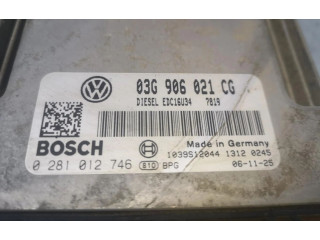 03G 906 021 CG
DIESEL EDC16U34 7819
BOSCH
Made in Germany
1039S12044 1312 0245
0 281 012 746 610 BPG 06-11-25